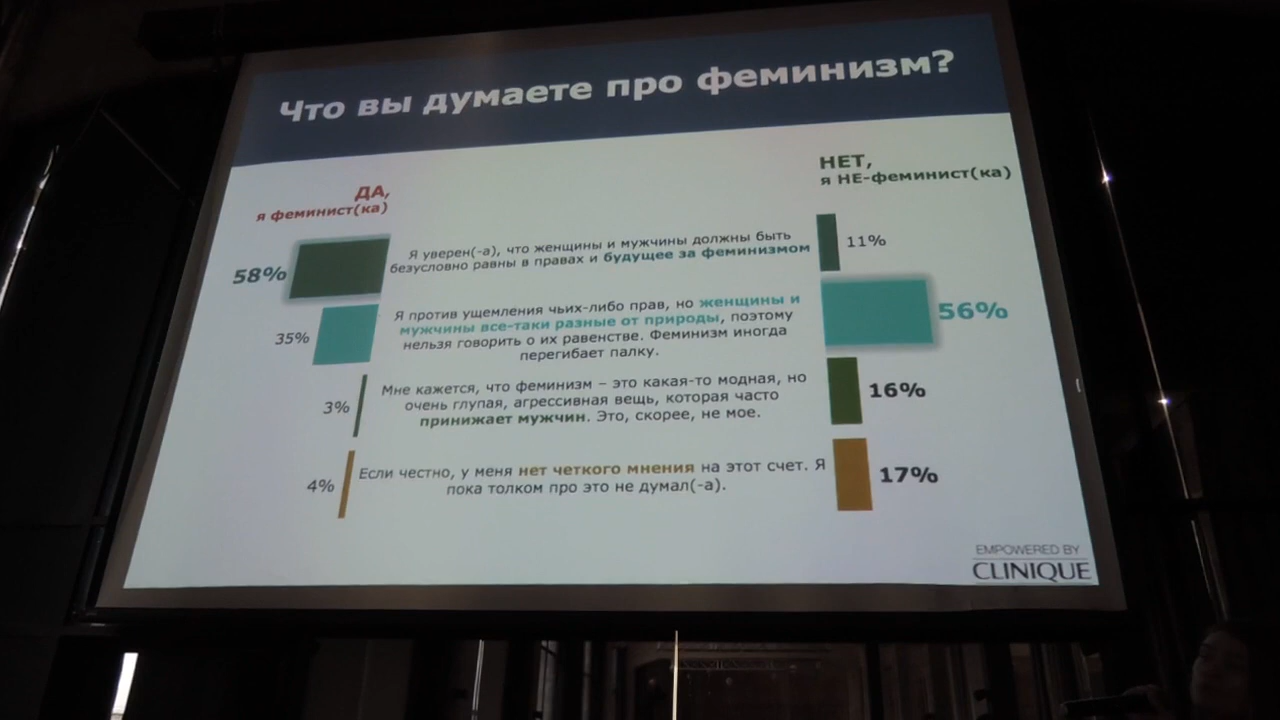 Что вы думаете про феминизм?
ДА,
я феминист(ка)
НЕТ,
я НЕ-феминист(ка)
58%
Я уверен(-а), что женщины и мужчины должны быть
безусловно равны в правах и будущее за феминизмом
11%
35%
Я против ущемления чьих-либо прав, но женщины и
мужчины все-таки разные от природы, поэтому
нельзя говорить о их равенстве. Феминизм иногда
перегибает палку.
56%
3%
Мне кажется, что феминизм – это какая-то модная, но
очень глупая, агрессивная вещь, которая часто
принижает мужчин. Это, скорее, не мое.
16%
4%
Если честно, у меня нет четкого мнения на этот счет. Я
пока толком про это не думал(-а).
17%
EMPOWERED BY
CLINIQUE